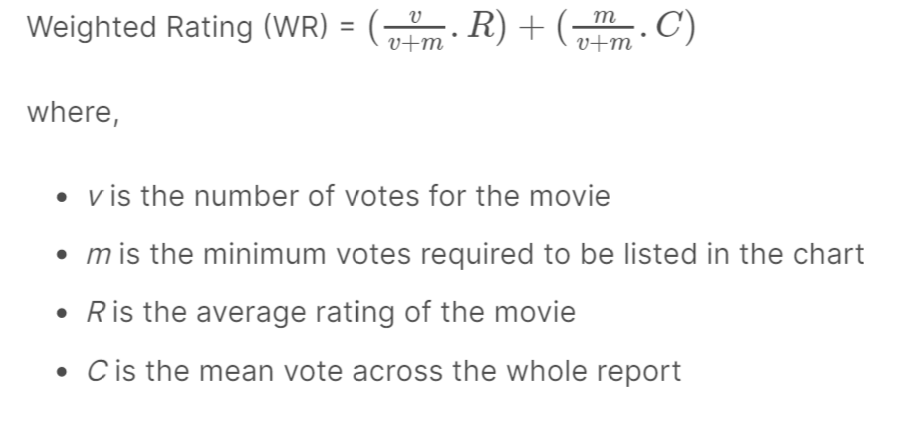 Weighted Rating (WR) = (\frac{v}{v+m} . R) + (\frac{m}{v+m} . C)
where,
• v is the number of votes for the movie
• m is the minimum votes required to be listed in the chart
• R is the average rating of the movie
• C is the mean vote across the whole report